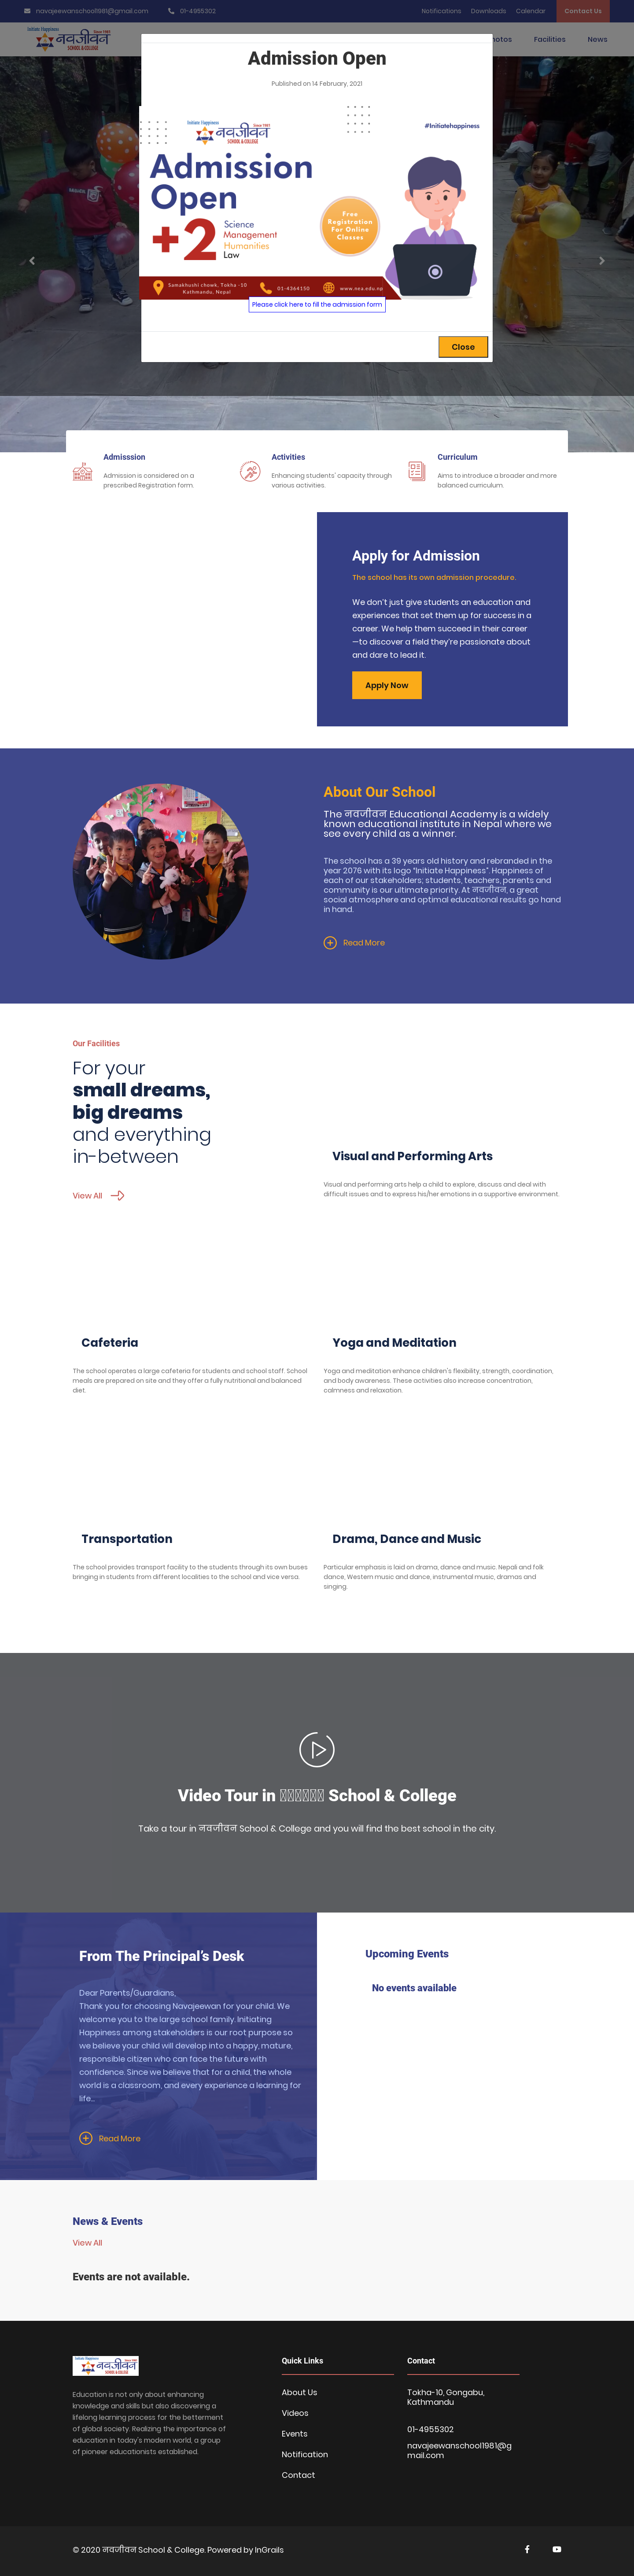 navajeewanschool1981@gmail.com
01-4955302
Notifications
Downloads
Calendar
Contact Us
Initiate Happiness
Since 1981
नवजीवन
SCHOOL & COLLEGE
Facilities
News
Admission Open
Published on 14 February, 2021
Initiate Happiness
Since 1981
नवजीवन
SCHOOL & COLLEGE
#Initiatehappiness
Admission
Open
+2
Science
Management
Humanities
Law
Free
Registration
For Online
Classes
Samakhushi chowk, Tokha -10
Kathmandu, Nepal
01-4364150
www.nea.edu.np
Please click here to fill the admission form
Close
Admisssion
Admission is considered on a
prescribed Registration form.
Activities
Enhancing students' capacity through
various activities.
Curriculum
Aims to introduce a broader and more
balanced curriculum.
Apply for Admission
The school has its own admission procedure.
We don’t just give students an education and
experiences that set them up for success in a
career. We help them succeed in their career
—to discover a field they’re passionate about
and dare to lead it.
Apply Now
About Our School
The नवजीवन Educational Academy is a widely
known educational institute in Nepal where we
see every child as a winner.
The school has a 39 years old history and rebranded in the
year 2076 with its logo “Initiate Happiness”. Happiness of
each of our stakeholders; students, teachers, parents and
community is our ultimate priority. At नवजीवन, a great
social atmosphere and optimal educational results go hand
in hand.
Read More
Our Facilities
For your
small dreams,
big dreams
and everything
in-between
View All
Visual and Performing Arts
Visual and performing arts help a child to explore, discuss and deal with
difficult issues and to express his/her emotions in a supportive environment.
Cafeteria
The school operates a large cafeteria for students and school staff. School
meals are prepared on site and they offer a fully nutritional and balanced
diet.
Yoga and Meditation
Yoga and meditation enhance children's flexibility, strength, coordination,
and body awareness. These activities also increase concentration,
calmness and relaxation.
Transportation
The school provides transport facility to the students through its own buses
bringing in students from different localities to the school and vice versa.
Drama, Dance and Music
Particular emphasis is laid on drama, dance and music. Nepali and folk
dance, Western music and dance, instrumental music, dramas and
singing.
Video Tour in School & College
Take a tour in नवजीवन School & College and you will find the best school in the city.
From The Principal’s Desk
Dear Parents/Guardians,
Thank you for choosing Navajeewan for your child. We
welcome you to the large school family. Initiating
Happiness among stakeholders is our root purpose so
we believe your child will develop into a happy, mature,
responsible citizen who can face the future with
confidence. Since we believe that for a child, the whole
world is a classroom, and every experience a learning for
life...
Read More
Upcoming Events
No events available
News & Events
View All
Events are not available.
Initiate Happiness
Since 1981
नवजीवन
SCHOOL & COLLEGE
Education is not only about enhancing
knowledge and skills but also discovering a
lifelong learning process for the betterment
of global society. Realizing the importance of
education in today's modern world, a group
of pioneer educationists established.
Quick Links
About Us
Videos
Events
Notification
Contact
Contact
Tokha-10, Gongabu,
Kathmandu
01-4955302
navajeewanschool1981@g
mail.com
© 2020 नवजीवन School & College. Powered by InGrails